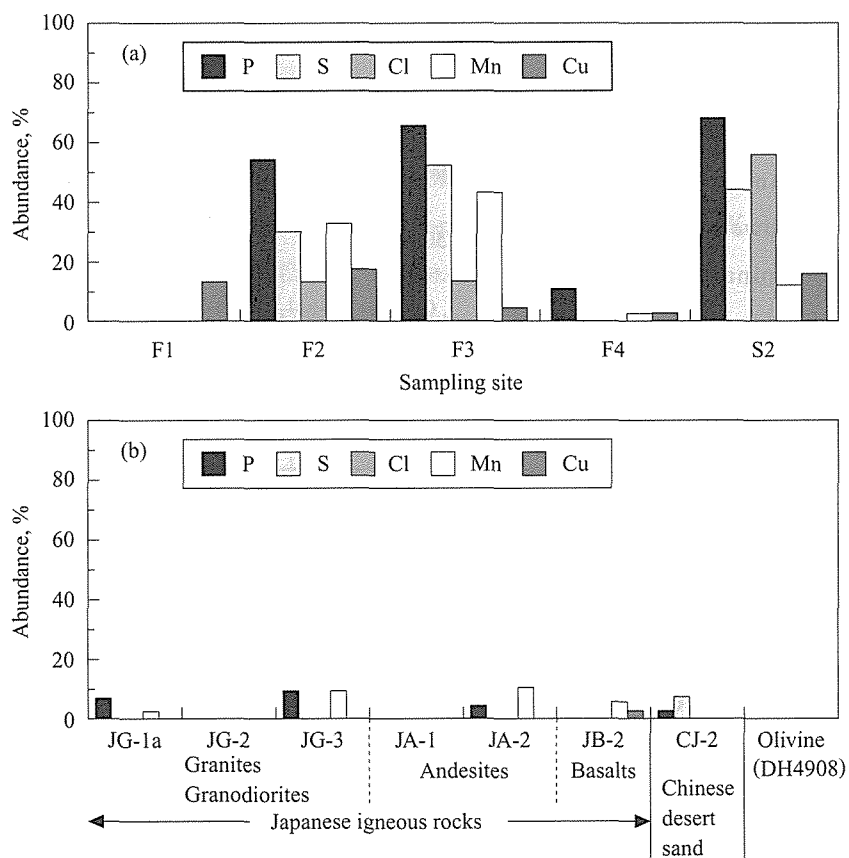 100
(a)
P S Cl Mn Cu
80
60
40
20
0
Abundance, %
F1 F2 F3 F4 S2
Sampling site
100
(b)
P S Cl Mn Cu
80
60
40
20
0
Abundance, %
JG-1a JG-2 JG-3 JA-1 JA-2 JB-2 CJ-2 Olivine
Granites Andesites Basalts (DH4908)
Granodiorites
Chinese
Japanese igneous rocks desert
sand